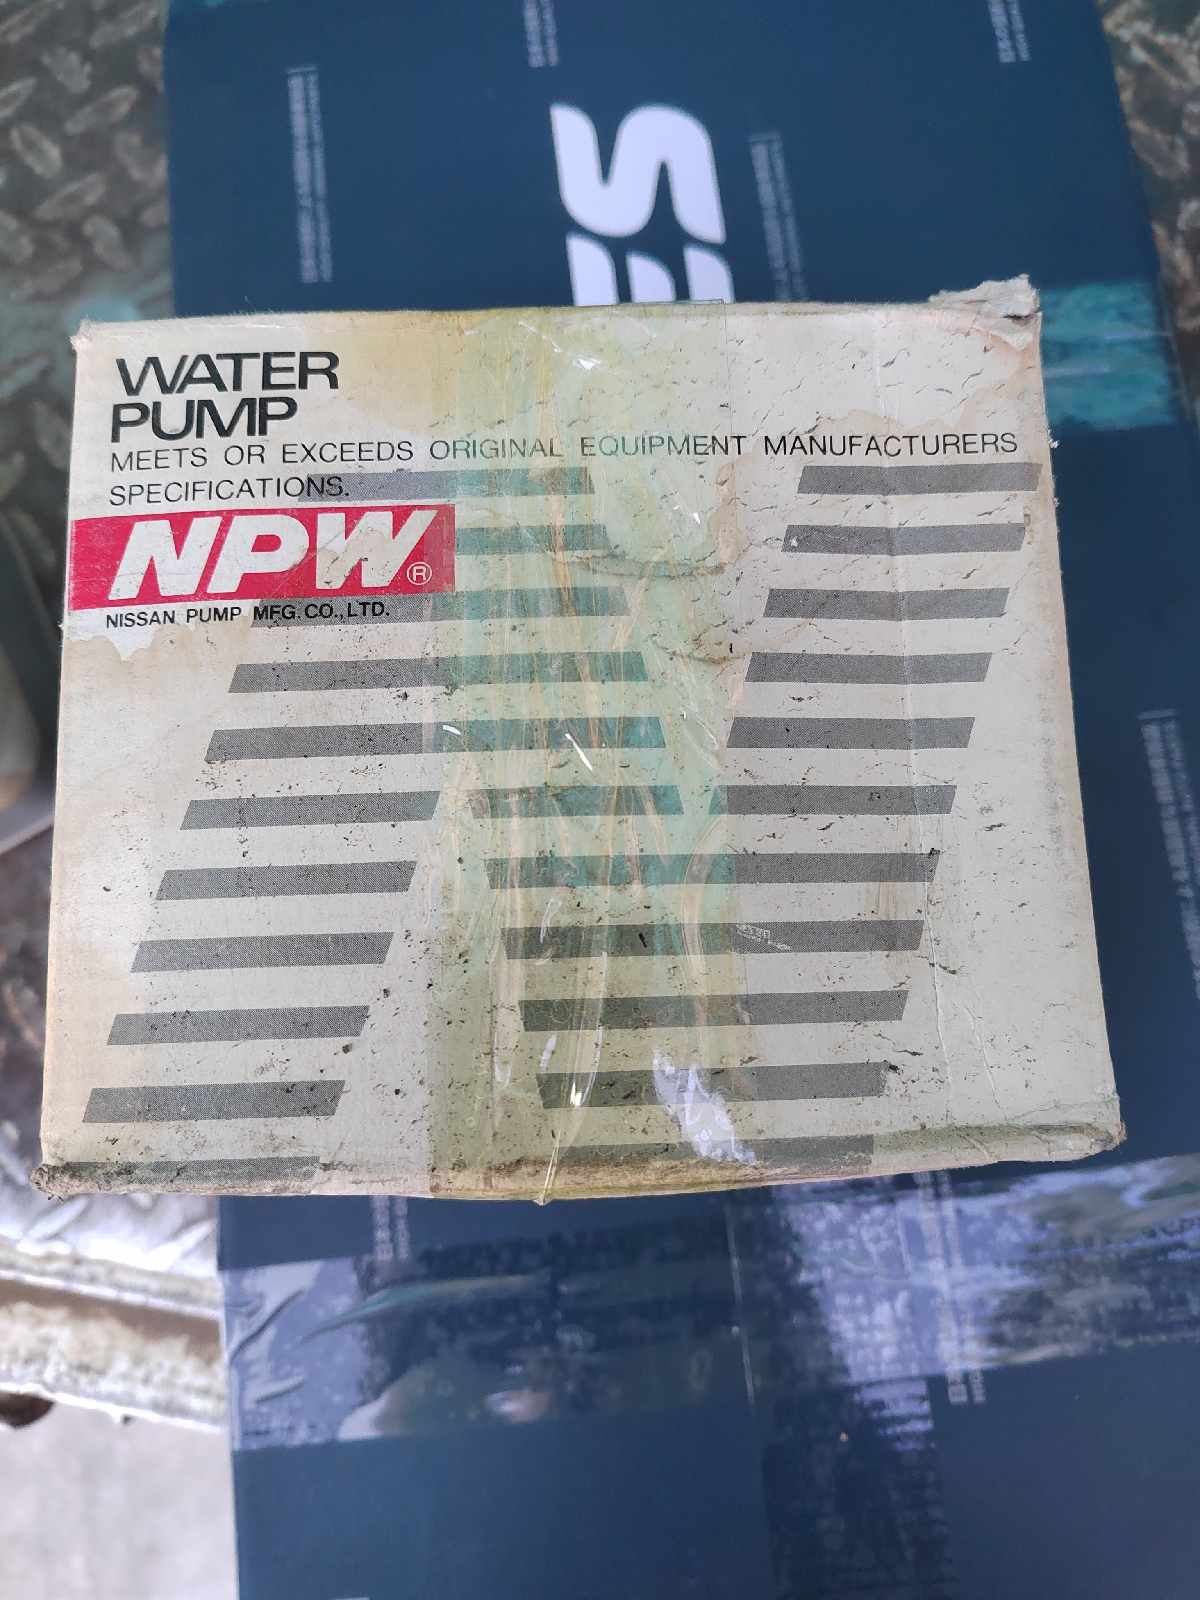 WATER
PUMP
MEETS OR EXCEEDS ORIGINAL EQUIPMENT MANUFACTURERS
SPECIFICATIONS.
NPW®
NISSAN PUMP MFG.CO.,LTD.